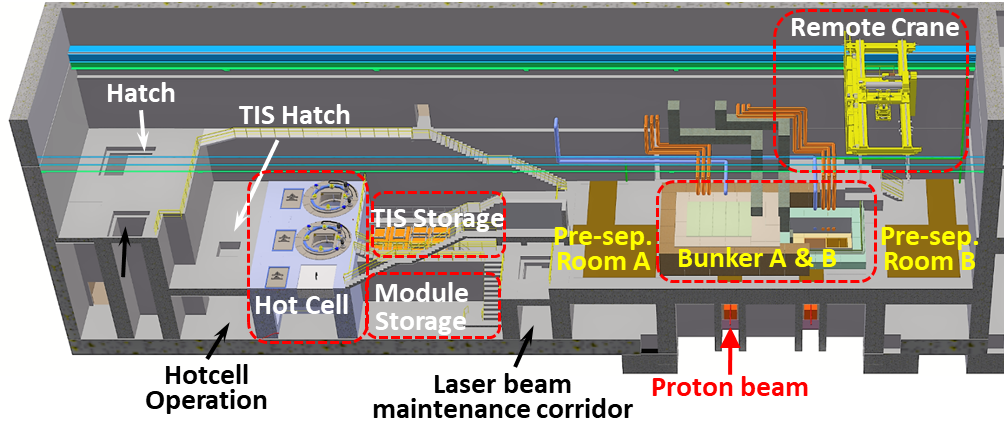 Remote Crane
Hatch
TIS Hatch
TIS Storage
Pre-sep.
Room A
Bunker A & B
Pre-sep.
Room B
Hot Cell
Module
Storage
Hotcell
Operation
Laser beam
maintenance corridor
Proton beam